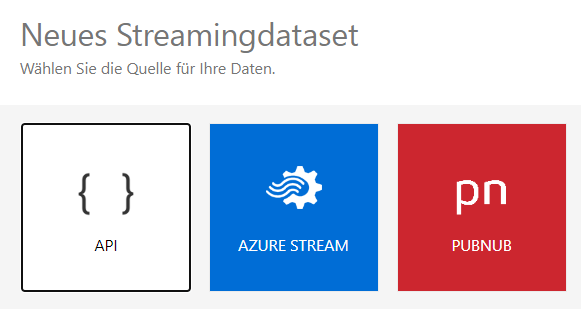 Neues Streamingdataset
Wählen Sie die Quelle für Ihre Daten.
{ }
pn
API
AZURE STREAM
PUBNUB